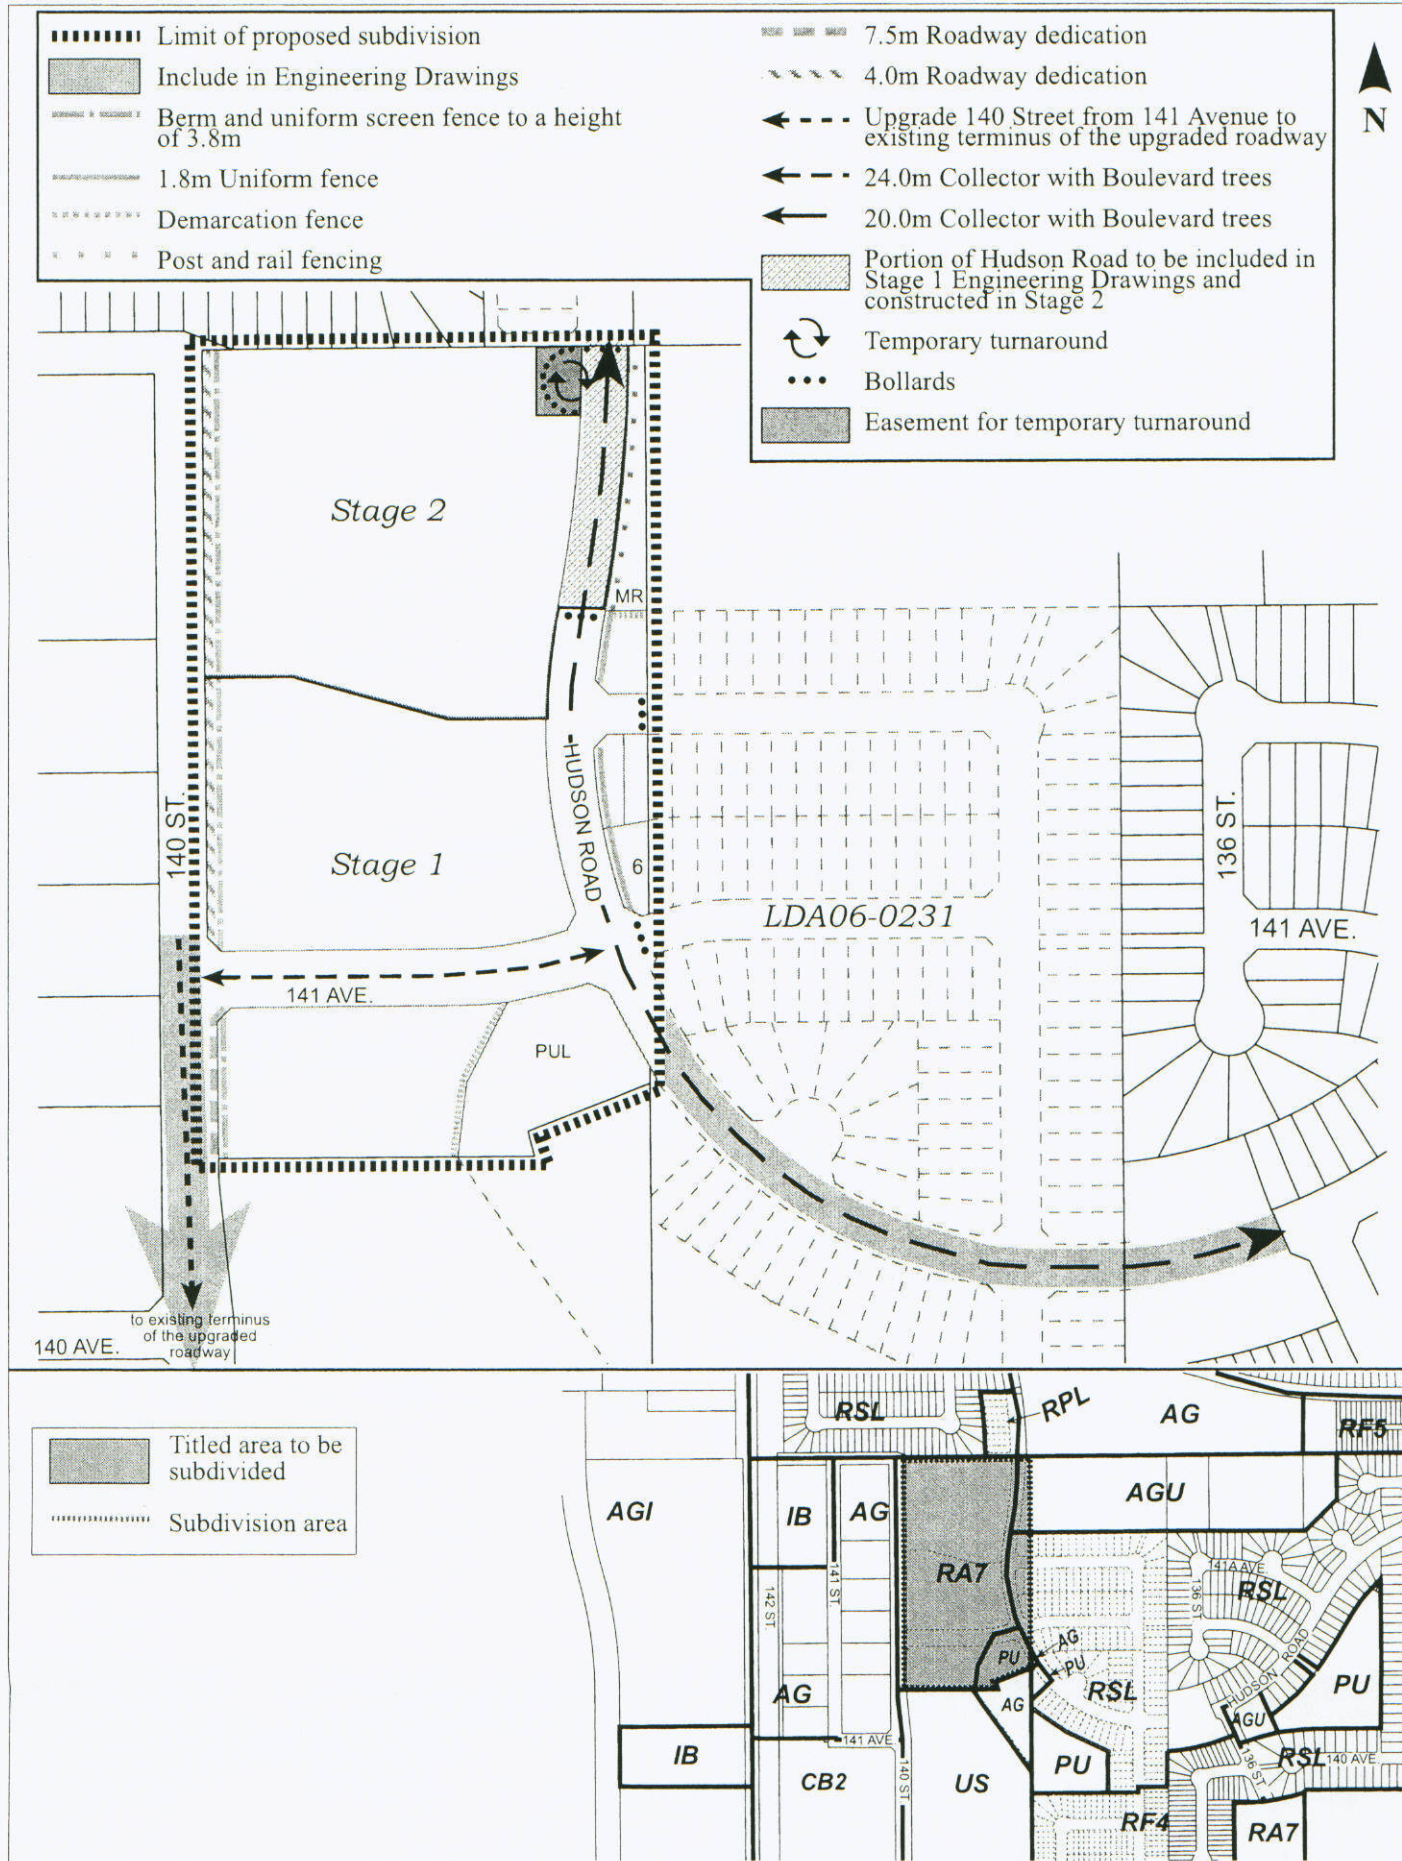 Limit of proposed subdivision
Include in Engineering Drawings
Berm and uniform screen fence to a height
of 3.8m
1.8m Uniform fence
Demarcation fence
Post and rail fencing
7.5m Roadway dedication
4.0m Roadway dedication
Upgrade 140 Street from 141 Avenue to
existing terminus of the upgraded roadway
24.0m Collector with Boulevard trees
20.0m Collector with Boulevard trees
Portion of Hudson Road to be included in
Stage 1 Engineering Drawings and
constructed in Stage 2
Temporary turnaround
Bollards
Easement for temporary turnaround
N
Stage 2
MR
HUDSON ROAD
140 ST.
Stage 1
6
136 ST.
LDA06-0231
141 AVE.
141 AVE.
PUL
to existing terminus
of the upgraded
roadway
140 AVE.
Titled area to be
subdivided
Subdivision area
RSL
RPL
AG
RF5
AGI
IB
AG
AGU
RA7
141 ST.
142 ST.
141A AVE
136 ST.
RSL
HUDSON ROAD
PU
AG
PU
AG
AG
RSL
PU
AGU
IB
141 AVE
CB2
140 ST.
US
PU
136 ST.
RSL
140 AVE
RF4
RA7